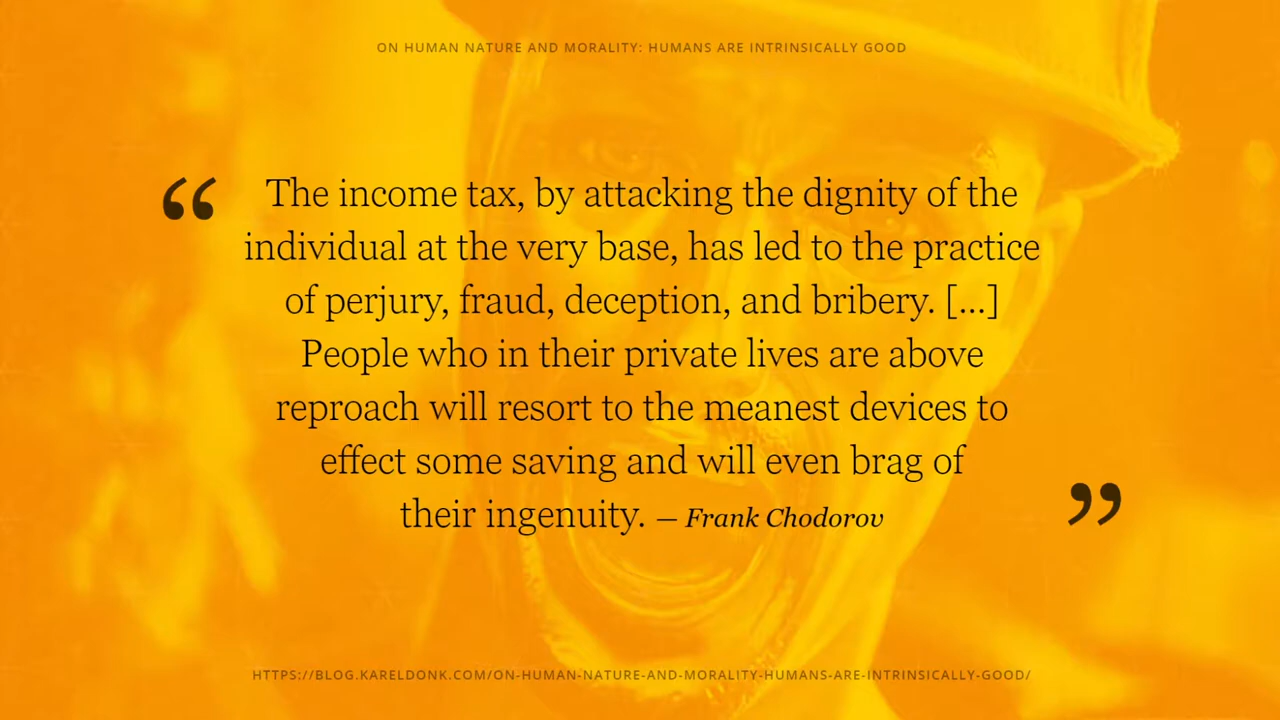 ON HUMAN NATURE AND MORALITY: HUMANS ARE INTRINSICALLY GOOD
“ The income tax, by attacking the dignity of the
individual at the very base, has led to the practice
of perjury, fraud, deception, and bribery. [...]
People who in their private lives are above
reproach will resort to the meanest devices to
effect some saving and will even brag of
their ingenuity. — Frank Chodorov ”
HTTPS://BLOG.KARELDONK.COM/ON-HUMAN-NATURE-AND-MORALITY-HUMANS-ARE-INTRINSICALLY-GOOD/